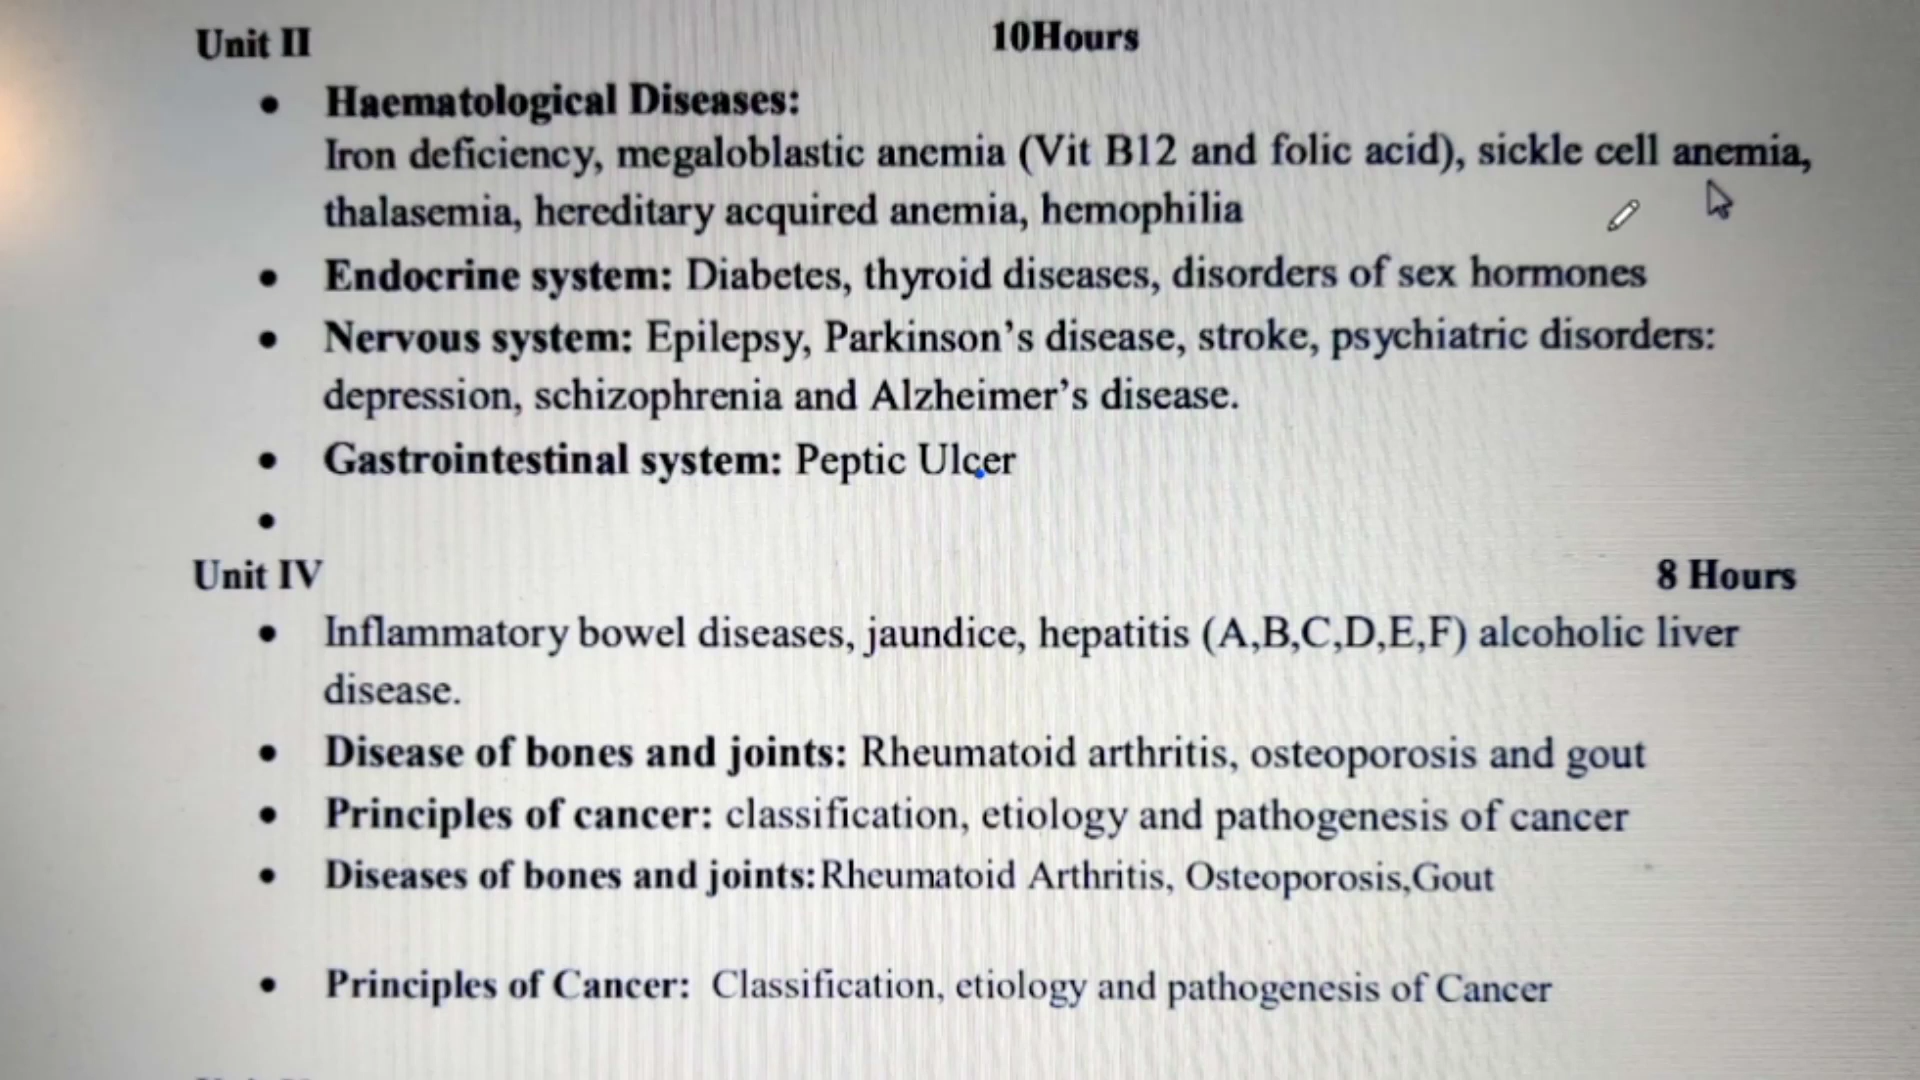 Unit II 10Hours
• Haematological Diseases:
Iron deficiency, megaloblastic anemia (Vit B12 and folic acid), sickle cell anemia,
thalasemia, hereditary acquired anemia, hemophilia
• Endocrine system: Diabetes, thyroid diseases, disorders of sex hormones
• Nervous system: Epilepsy, Parkinson's disease, stroke, psychiatric disorders:
depression, schizophrenia and Alzheimer's disease.
• Gastrointestinal system: Peptic Ulcer
•
Unit IV 8 Hours
• Inflammatory bowel diseases, jaundice, hepatitis (A,B,C,D,E,F) alcoholic liver
disease.
• Disease of bones and joints: Rheumatoid arthritis, osteoporosis and gout
• Principles of cancer: classification, etiology and pathogenesis of cancer
• Diseases of bones and joints:Rheumatoid Arthritis, Osteoporosis,Gout
• Principles of Cancer: Classification, etiology and pathogenesis of Cancer